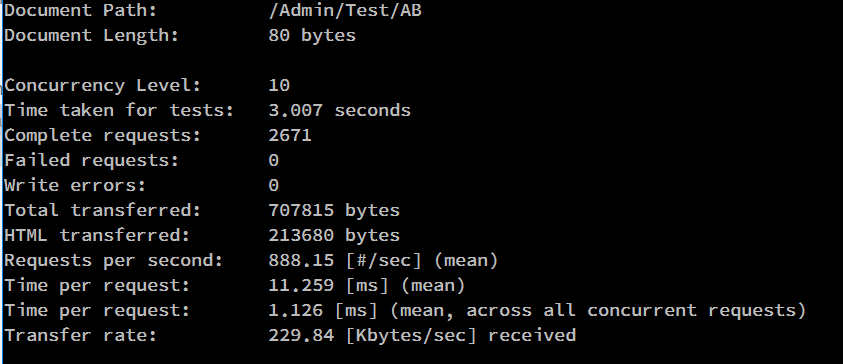 Document Path: /Admin/Test/AB
Document Length: 80 bytes
Concurrency Level: 10
Time taken for tests: 3.007 seconds
Complete requests: 2671
Failed requests: 0
Write errors: 0
Total transferred: 707815 bytes
HTML transferred: 213680 bytes
Requests per second: 888.15 [#/sec] (mean)
Time per request: 11.259 [ms] (mean)
Time per request: 1.126 [ms] (mean, across all concurrent requests)
Transfer rate: 229.84 [Kbytes/sec] received